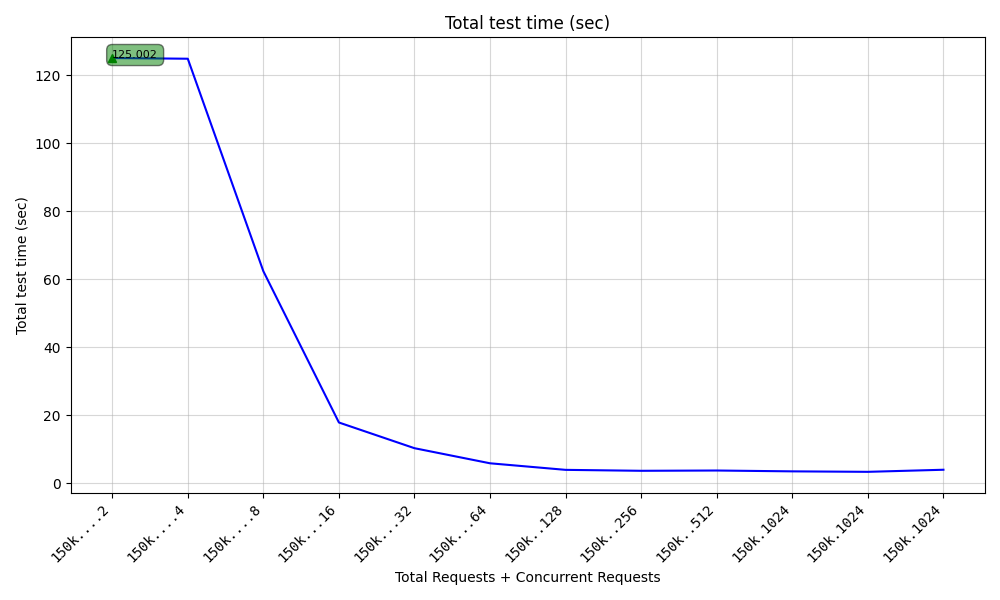 Total test time (sec)
125.002
Total test time (sec)
120
100
80
60
40
20
0
150k....2
150k....4
150k....8
150k...16
150k...32
150k...64
150k..128
150k..256
150k..512
150k.1024
150k.1024
150k.1024
Total Requests + Concurrent Requests